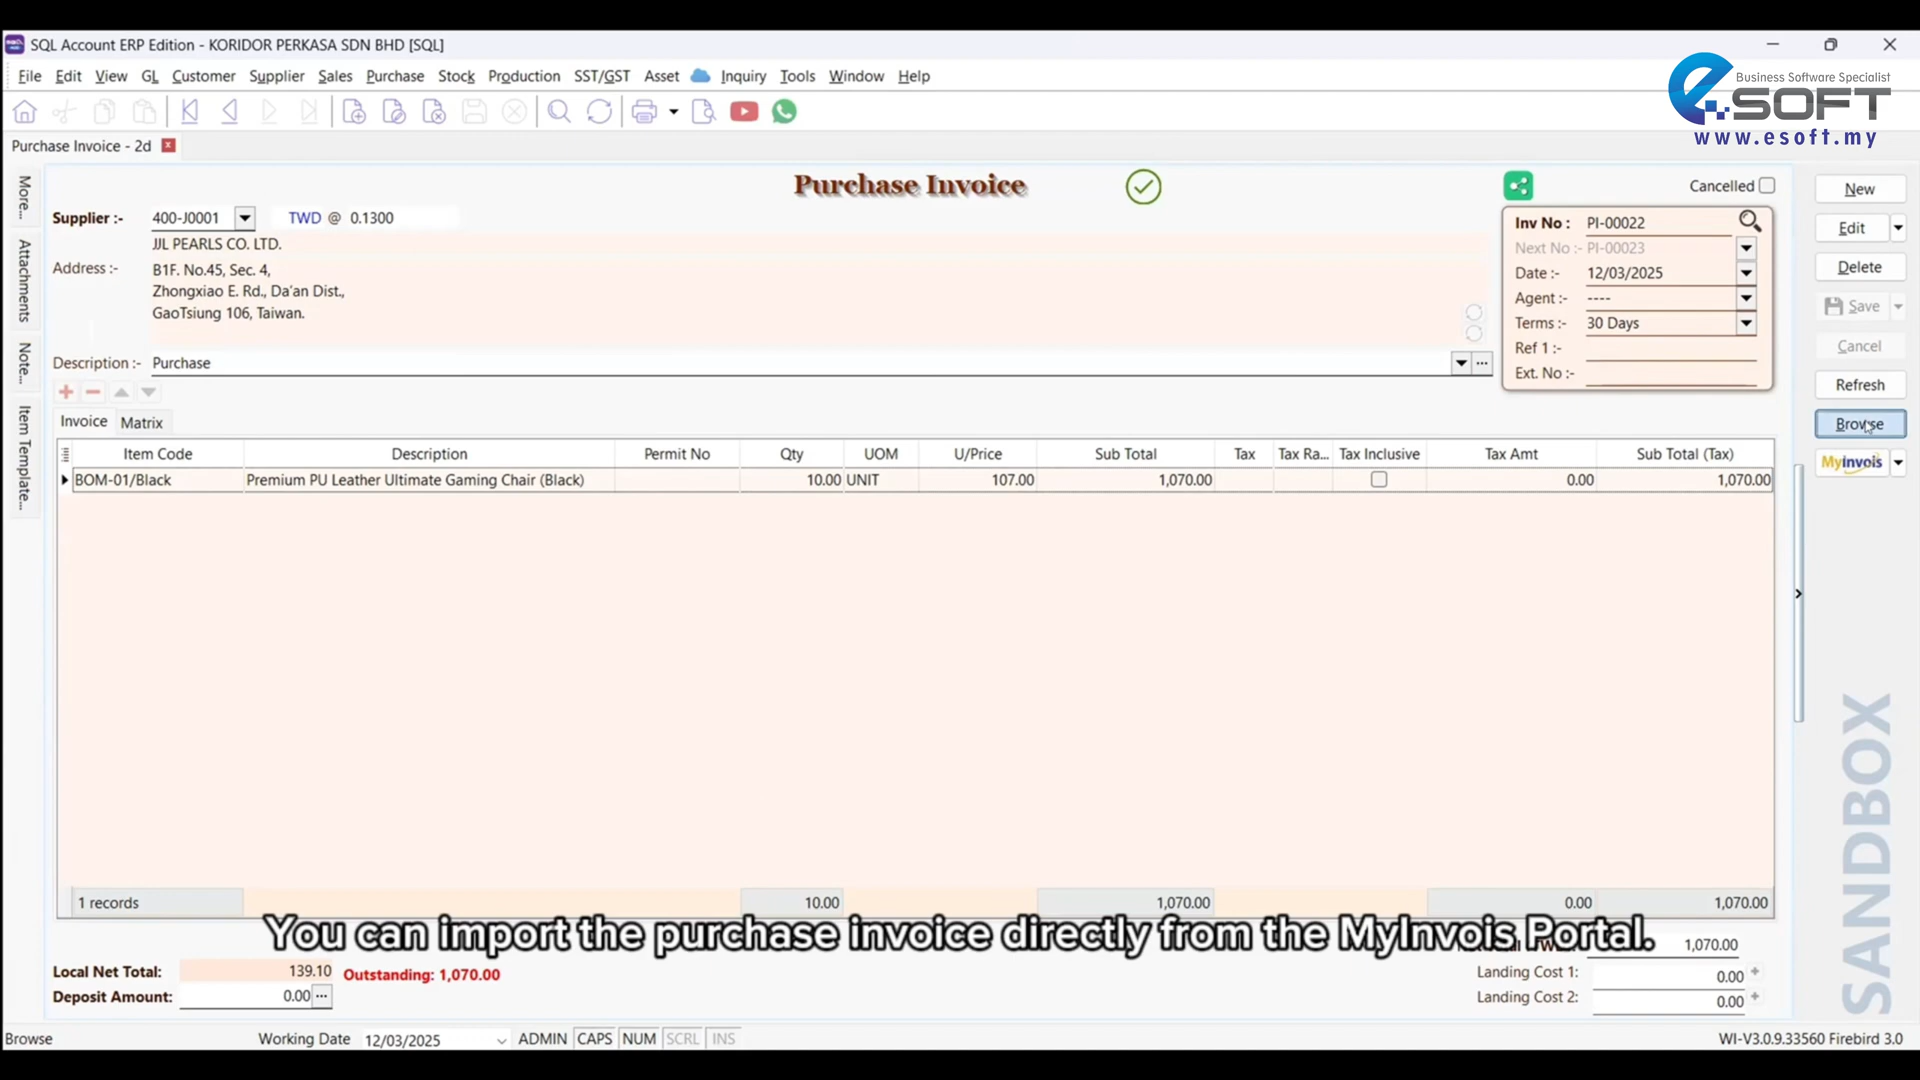 SQL Account ERP Edition - KORIDOR PERKASA SDN BHD [SQL]
File Edit View GL Customer Supplier Sales Purchase Stock Production SST/GST Asset Inquiry Tools Window Help
Business Software Specialist
eSOFT
www.esoft.my
Purchase Invoice - 2d
Purchase Invoice
Cancelled
New
More...
Supplier :- 400-J0001 TWD @ 0.1300
Inv No : PI-00022
JJL PEARLS CO. LTD.
Next No :- PI-00023
Edit
Address :- B1F. No.45, Sec. 4,
Date :- 12/03/2025
Delete
Zhongxiao E. Rd., Da'an Dist.,
Agent :- ----
GaoTsiung 106, Taiwan.
Terms :- 30 Days
Save
Attachments
Ref 1 :-
Cancel
Description :- Purchase
Ext. No :-
Note...
Refresh
Invoice Matrix
Browse
Item Template...
Item Code Description Permit No Qty UOM U/Price Sub Total Tax Tax Ra... Tax Inclusive Tax Amt Sub Total (Tax)
MyInvois
BOM-01/Black Premium PU Leather Ultimate Gaming Chair (Black) 10.00 UNIT 107.00 1,070.00 0.00 1,070.00
SANDBOX
1 records 10.00 1,070.00 0.00 1,070.00
You can import the purchase invoice directly from the MyInvois Portal.
1,070.00
Local Net Total: 139.10 Outstanding: 1,070.00
Landing Cost 1: 0.00
Deposit Amount: 0.00
Landing Cost 2: 0.00
Browse Working Date 12/03/2025 ADMIN CAPS NUM SCRL INS WI-V3.0.9.33560 Firebird 3.0